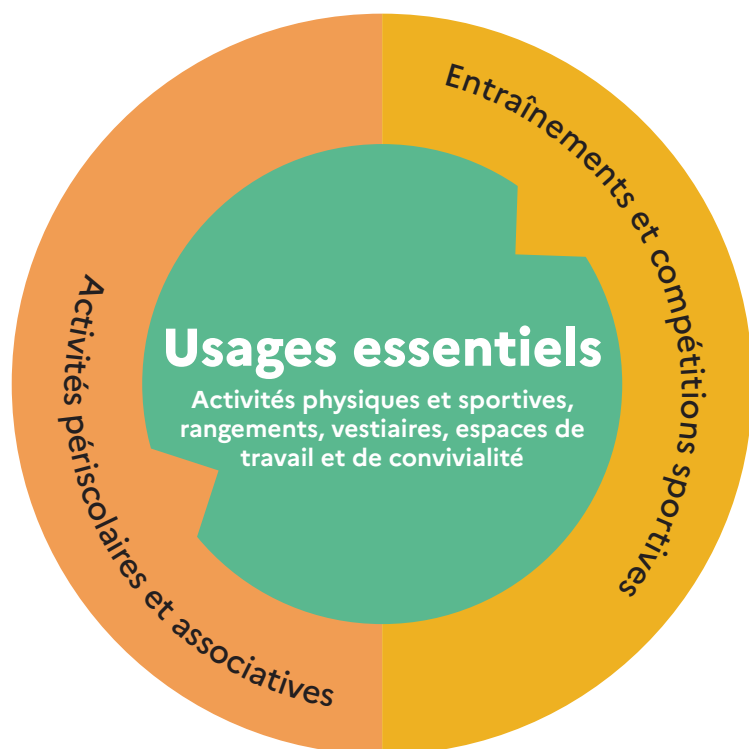 Entraînements et compétitions sportives
Usages essentiels
Activités physiques et sportives,
rangements, vestiaires, espaces de
travail et de convivialité
Activités périscolaires et associatives